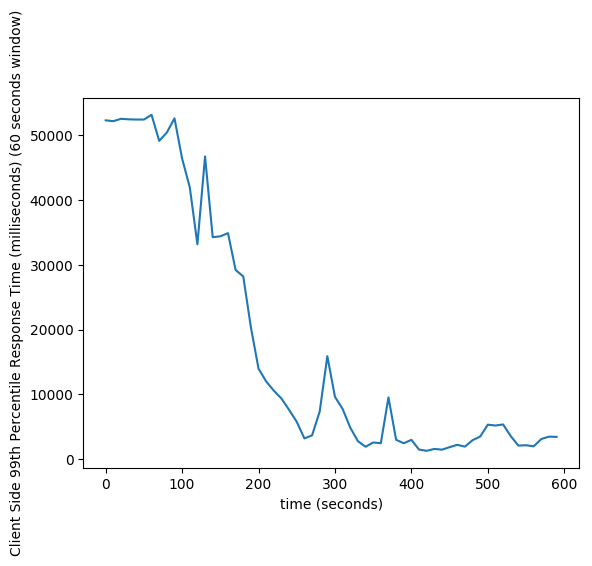 Client Side 99th Percentile Response Time (milliseconds) (60 seconds window)
50000
40000
30000
20000
10000
0
0 100 200 300 400 500 600
time (seconds)